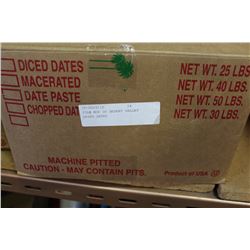 DICED DATES NET WT. 25 LBS.
MACERATED NET WT. 40 LBS.
DATE PASTE NET WT. 50 LBS.
CHOPPED DATES NET WT. 30 LBS.
MACHINE PITTED
CAUTION - MAY CONTAIN PITS.
Product of USA